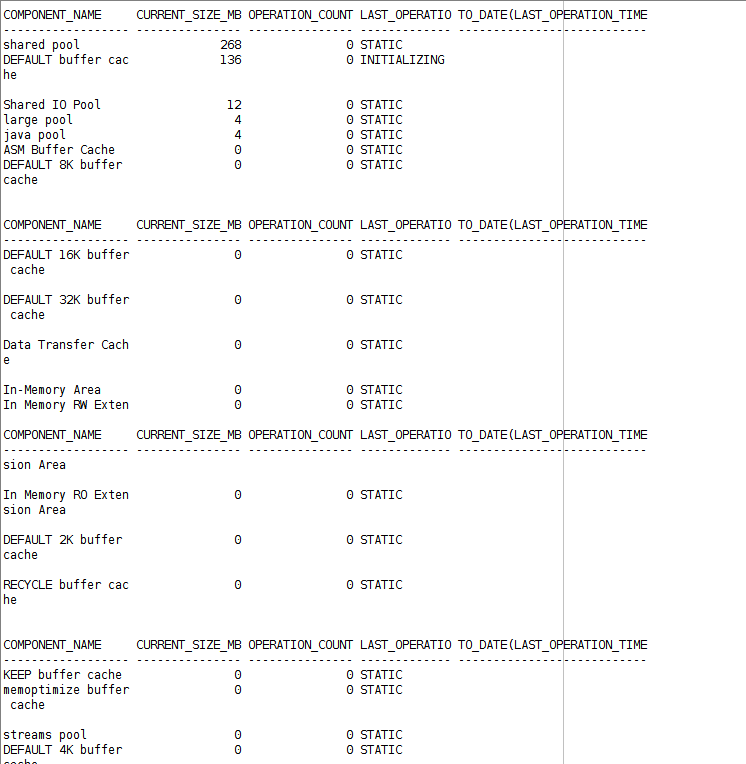 COMPONENT_NAME    CURRENT_SIZE_MB OPERATION_COUNT LAST_OPERATIO TO_DATE(LAST_OPERATION_TIME
------------------ --------------- --------------- ------------- ---------------------------
shared pool                   268               0 STATIC
DEFAULT buffer cac            136               0 INITIALIZING
he
Shared IO Pool                 12               0 STATIC
large pool                      4               0 STATIC
java pool                       4               0 STATIC
ASM Buffer Cache                0               0 STATIC
DEFAULT 8K buffer               0               0 STATIC
cache
COMPONENT_NAME    CURRENT_SIZE_MB OPERATION_COUNT LAST_OPERATIO TO_DATE(LAST_OPERATION_TIME
------------------ --------------- --------------- ------------- ---------------------------
DEFAULT 16K buffer              0               0 STATIC
 cache
DEFAULT 32K buffer              0               0 STATIC
 cache
Data Transfer Cach              0               0 STATIC
e
In-Memory Area                  0               0 STATIC
In Memory RW Exten              0               0 STATIC
COMPONENT_NAME    CURRENT_SIZE_MB OPERATION_COUNT LAST_OPERATIO TO_DATE(LAST_OPERATION_TIME
------------------ --------------- --------------- ------------- ---------------------------
sion Area
In Memory RO Exten              0               0 STATIC
sion Area
DEFAULT 2K buffer               0               0 STATIC
cache
RECYCLE buffer cac              0               0 STATIC
he
COMPONENT_NAME    CURRENT_SIZE_MB OPERATION_COUNT LAST_OPERATIO TO_DATE(LAST_OPERATION_TIME
------------------ --------------- --------------- ------------- ---------------------------
KEEP buffer cache               0               0 STATIC
memoptimize buffer              0               0 STATIC
 cache
streams pool                    0               0 STATIC
DEFAULT 4K buffer               0               0 STATIC
cache